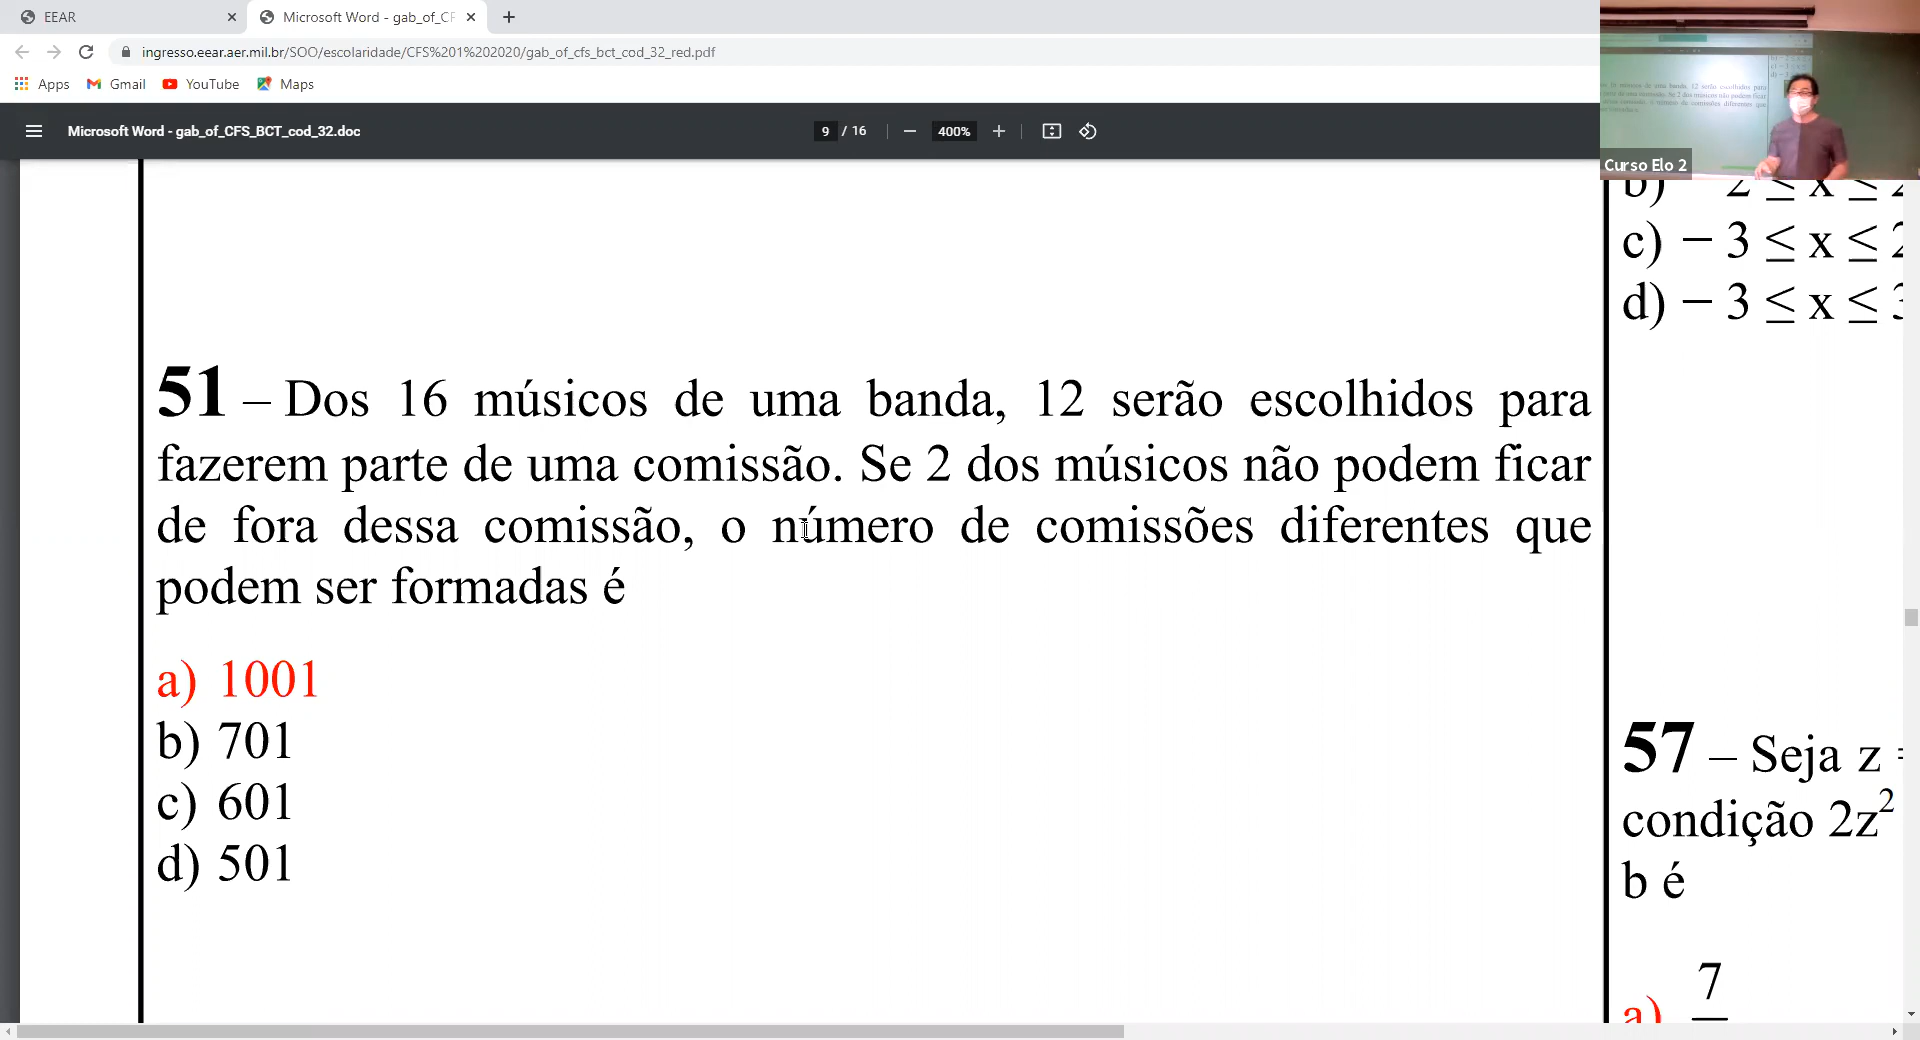 EEAR
Microsoft Word - gab_of_CF
ingresso.eear.aer.mil.br/SOO/escolaridade/CFS%201%202020/gab_of_cfs_bct_cod_32_red.pdf
Apps
Gmail
YouTube
Maps
Microsoft Word - gab_of_CFS_BCT_cod_32.doc
9 / 16
400%
Curso Elo 2
51 – Dos 16 músicos de uma banda, 12 serão escolhidos para
fazerem parte de uma comissão. Se 2 dos músicos não podem ficar
de fora dessa comissão, o número de comissões diferentes que
podem ser formadas é
a) 1001
b) 701
c) 601
d) 501
b) 2 ≤ x ≤ 2
c) – 3 ≤ x ≤ 2
d) – 3 ≤ x ≤ 3
57 – Seja z =
condição 2z²
b é
a) 7